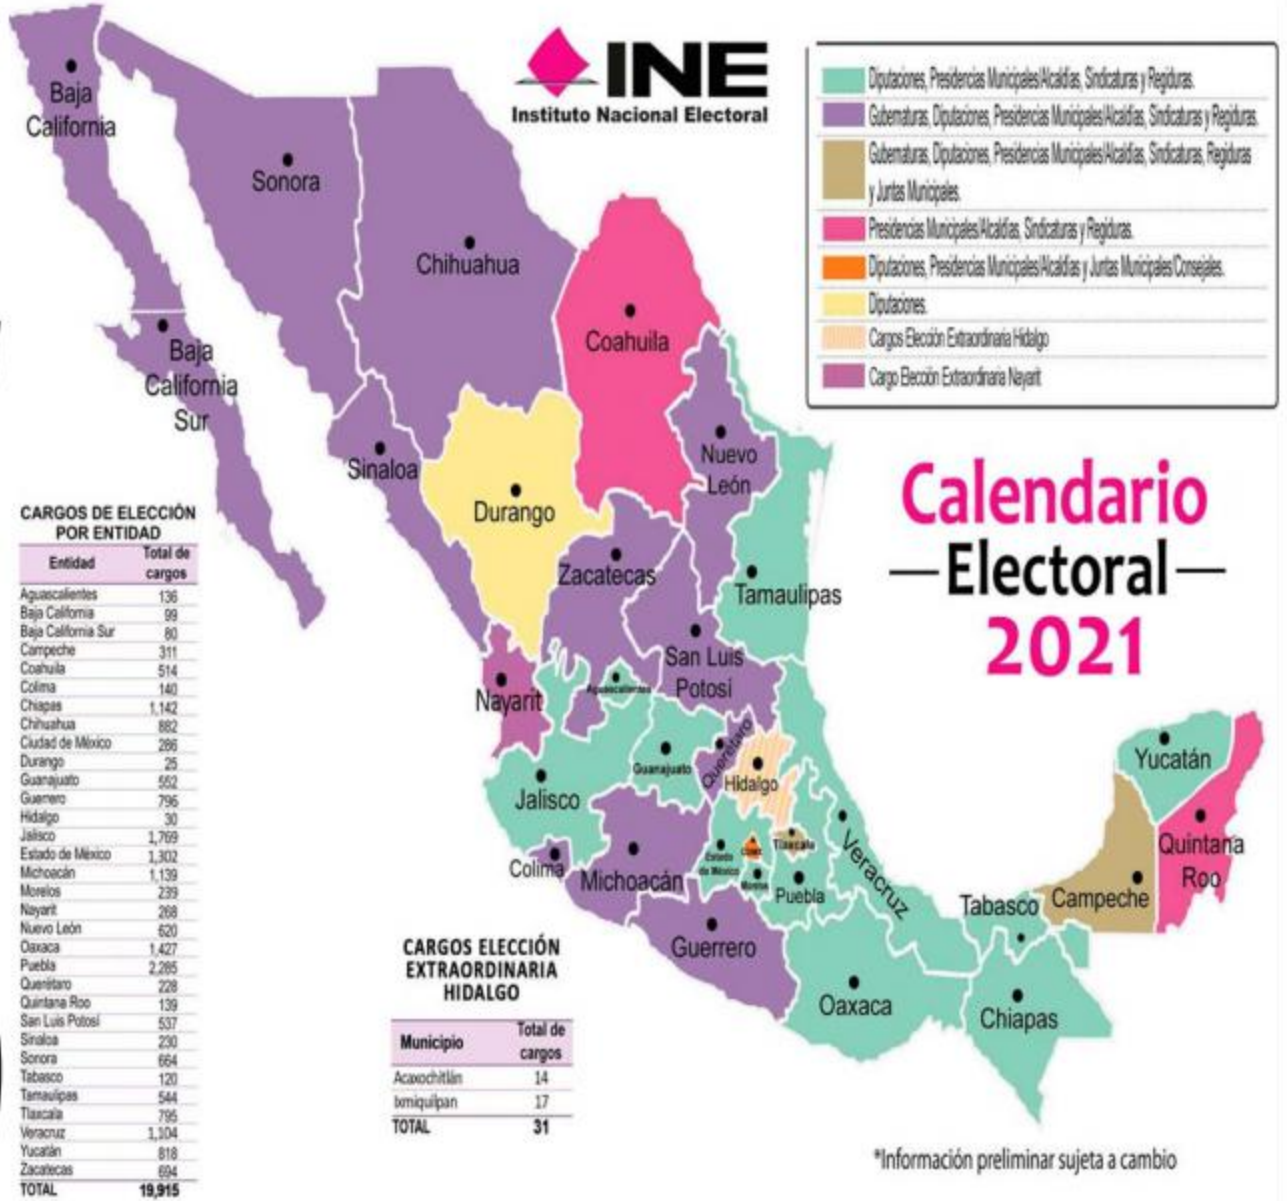 INE
Instituto Nacional Electoral
Diputaciones, Presidencias Municipales/Alcaldías, Sindicaturas y Regidurías.
Gubernaturas, Diputaciones, Presidencias Municipales/Alcaldías, Sindicaturas y Regidurías.
Gubernaturas, Diputaciones, Presidencias Municipales/Alcaldías, Sindicaturas, Regidurías
y Juntas Municipales.
Presidencias Municipales/Alcaldías, Sindicaturas y Regidurías.
Diputaciones, Presidencias Municipales/Alcaldías y Juntas Municipales/Consejales.
Diputaciones.
Cargos Elección Extraordinaria Hidalgo
Cargo Elección Extraordinaria Nayarit
Calendario
Electoral
2021
Baja
California
Sonora
Chihuahua
Coahuila
Baja
California
Sur
Sinaloa
Durango
Nuevo
León
Zacatecas
Tamaulipas
San Luis
Potosí
Nayarit
Aguascalientes
Jalisco
Guanajuato
Querétaro
Hidalgo
Colima
Michoacán
Estado
de México
CDMX
Tlaxcala
Morelos
Puebla
Veracruz
Guerrero
Oaxaca
Tabasco
Chiapas
Campeche
Yucatán
Quintana
Roo
CARGOS DE ELECCIÓN
POR ENTIDAD
Entidad Total de cargos
Aguascalientes 136
Baja California 99
Baja California Sur 80
Campeche 311
Coahuila 514
Colima 140
Chiapas 1,142
Chihuahua 882
Ciudad de México 286
Durango 25
Guanajuato 552
Guerrero 796
Hidalgo 30
Jalisco 1,769
Estado de México 1,302
Michoacán 1,139
Morelos 239
Nayarit 268
Nuevo León 620
Oaxaca 1,427
Puebla 2,285
Querétaro 228
Quintana Roo 139
San Luis Potosí 537
Sinaloa 230
Sonora 664
Tabasco 120
Tamaulipas 544
Tlaxcala 795
Veracruz 1,104
Yucatán 818
Zacatecas 694
TOTAL 19,915
CARGOS ELECCIÓN
EXTRAORDINARIA
HIDALGO
Municipio Total de cargos
Acaxochitlán 14
Ixmiquilpan 17
TOTAL 31
*Información preliminar sujeta a cambio